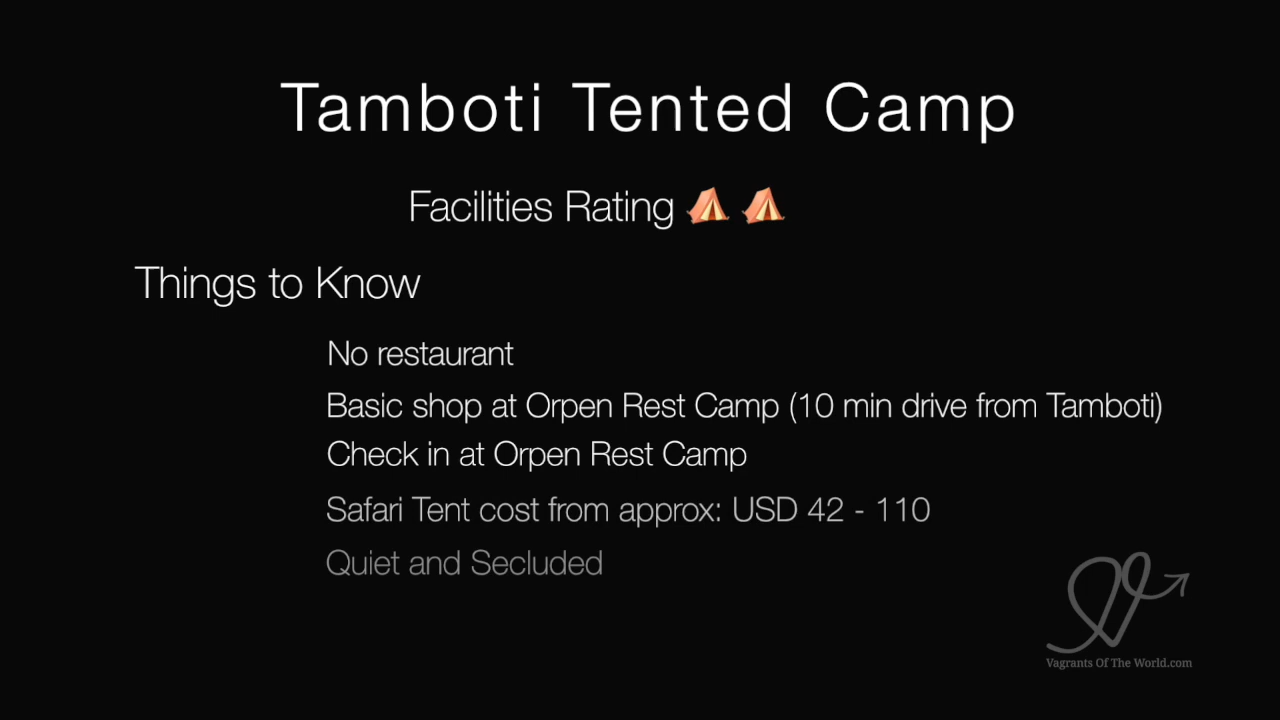 Tamboti Tented Camp
Facilities Rating
Things to Know
No restaurant
Basic shop at Orpen Rest Camp (10 min drive from Tamboti)
Check in at Orpen Rest Camp
Safari Tent cost from approx: USD 42 - 110
Quiet and Secluded
Vagrants Of The World.com